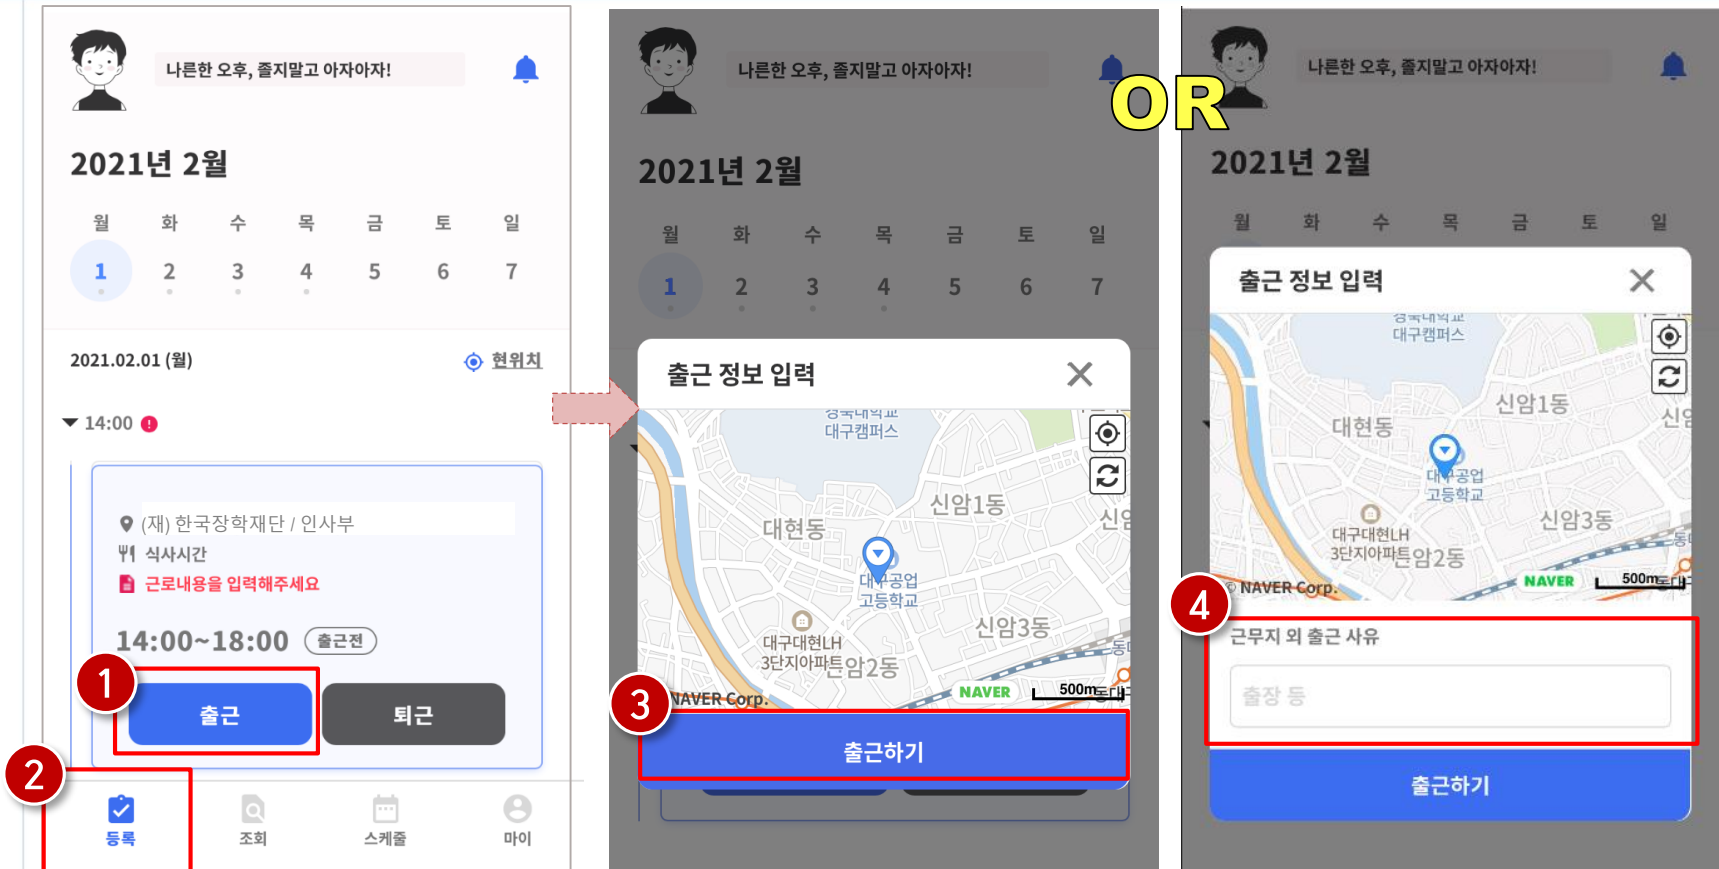 나른한 오후, 졸지말고 아자아자!
2021년 2월
월 화 수 목 금 토 일
1 2 3 4 5 6 7
2021.02.01 (월)
현위치
14:00
(재) 한국장학재단 / 인사부
식사시간
근로내용을 입력해주세요
14:00~18:00 출근전
1
출근 퇴근
2
등록 조회 스케줄 마이
나른한 오후, 졸지말고 아자아자!
2021년 2월
월 화 수 목 금 토 일
1 2 3 4 5 6 7
출근 정보 입력
경북대학교
대구캠퍼스
신암1동
대현동
대구공업
고등학교
대구대현LH
3단지아파트
신암3동
암2동
NAVER Corp.
NAVER
500m
3
출근하기
OR
나른한 오후, 졸지말고 아자아자!
2021년 2월
월 화 수 목 금 토 일
출근 정보 입력
경북대학교
대구캠퍼스
신암1동
대현동
대구공업
고등학교
대구대현LH
3단지아파트
신암3동
암2동
© NAVER Corp.
NAVER
500m
4
근무지 외 출근 사유
출장 등
출근하기